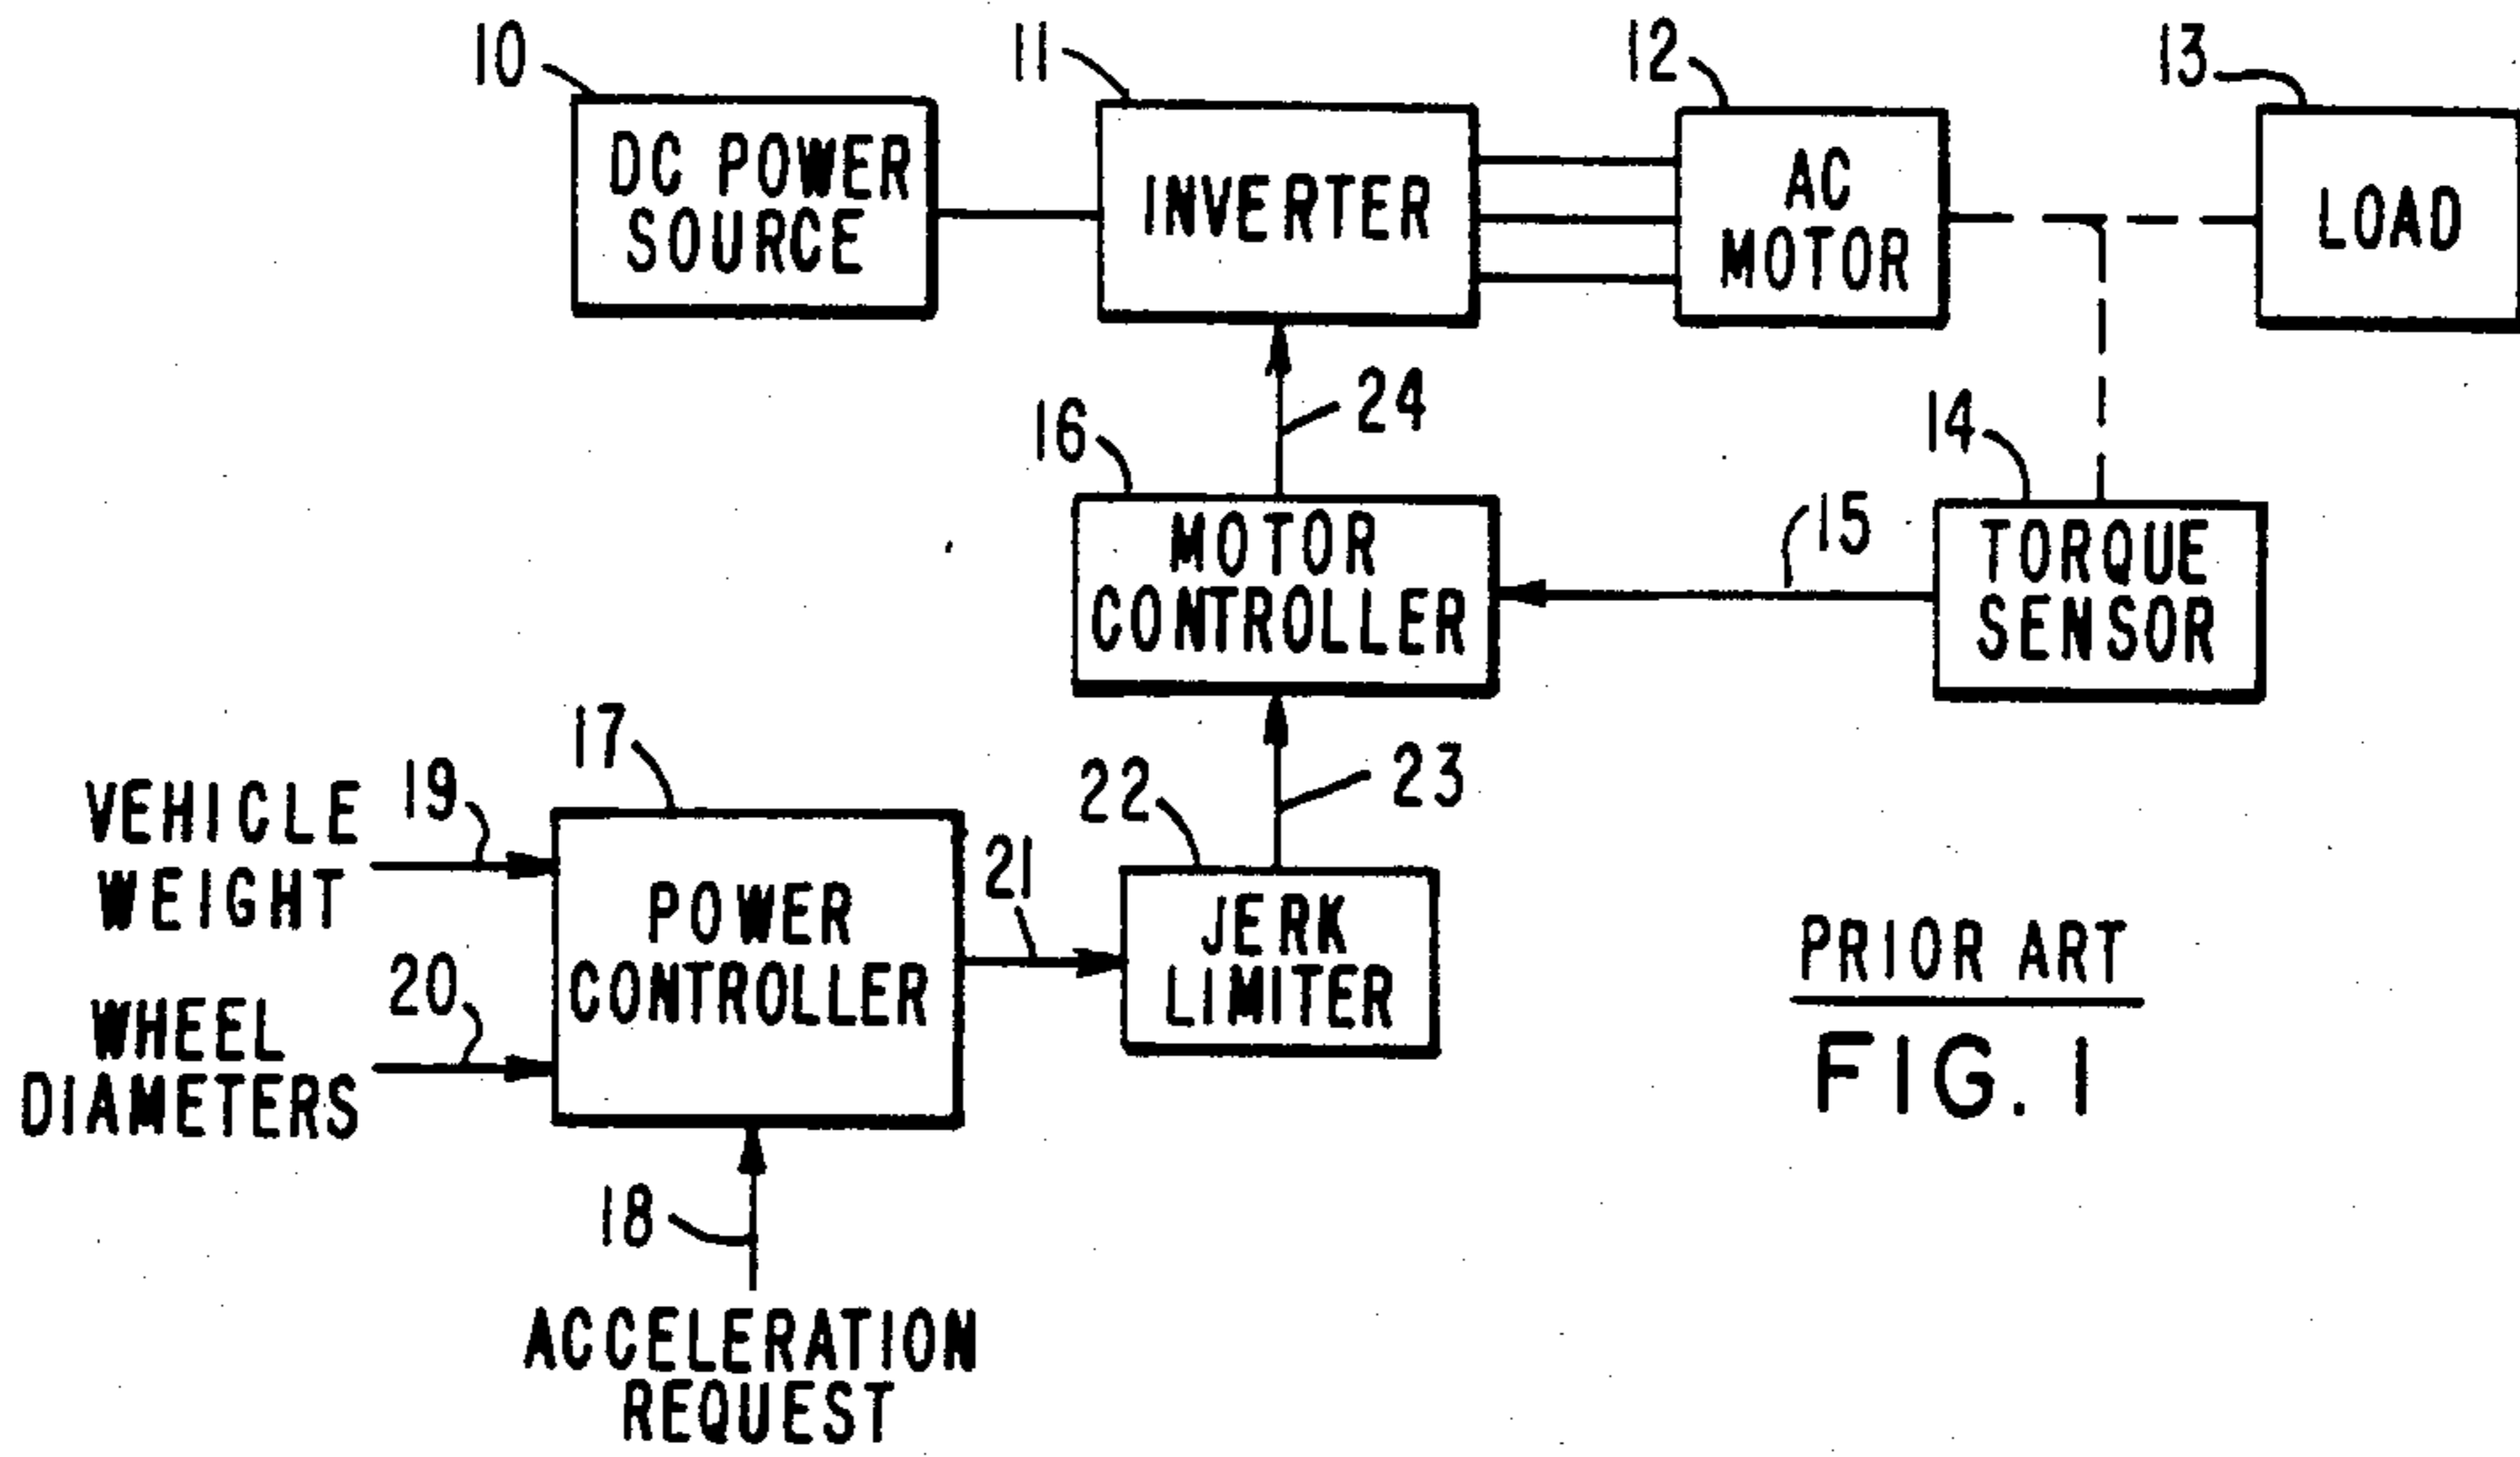 10
DC POWER
SOURCE
11
INVERTER
12
AC
MOTOR
13
LOAD
24
16
MOTOR
CONTROLLER
15
14
TORQUE
SENSOR
VEHICLE
WEIGHT
19
WHEEL
DIAMETERS
20
17
POWER
CONTROLLER
21
22
JERK
LIMITER
23
18
ACCELERATION
REQUEST
PRIOR ART
FIG. 1